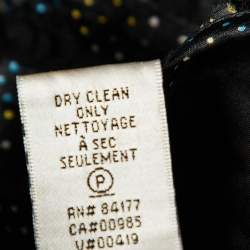 DRY CLEAN
ONLY
NETTOYAGE
À SEC
SEULEMENT
P
RN# 84177
CA#00985
V#00419